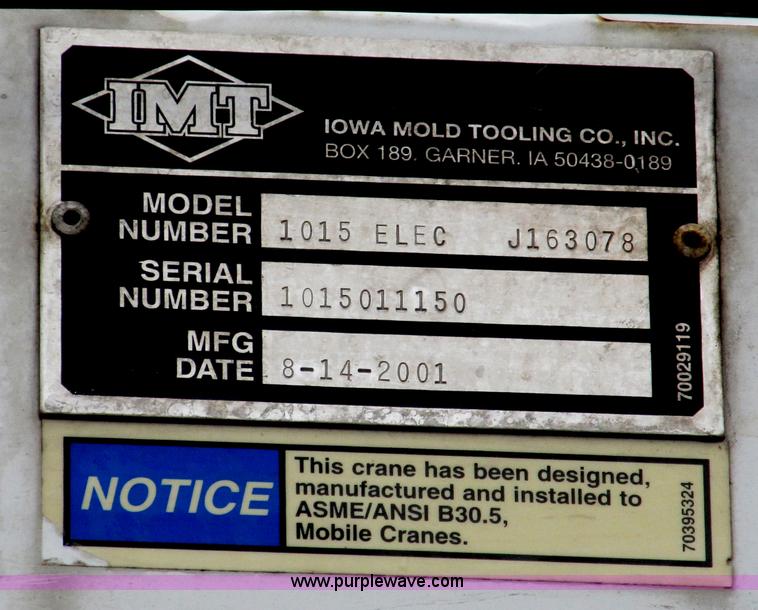 IMT
IOWA MOLD TOOLING CO., INC.
BOX 189. GARNER. IA 50438-0189
MODEL NUMBER 1015 ELEC J163078
SERIAL NUMBER 1015011150
MFG DATE 8-14-2001
70029119
NOTICE
This crane has been designed,
manufactured and installed to
ASME/ANSI B30.5,
Mobile Cranes.
70395324
www.purplewave.com